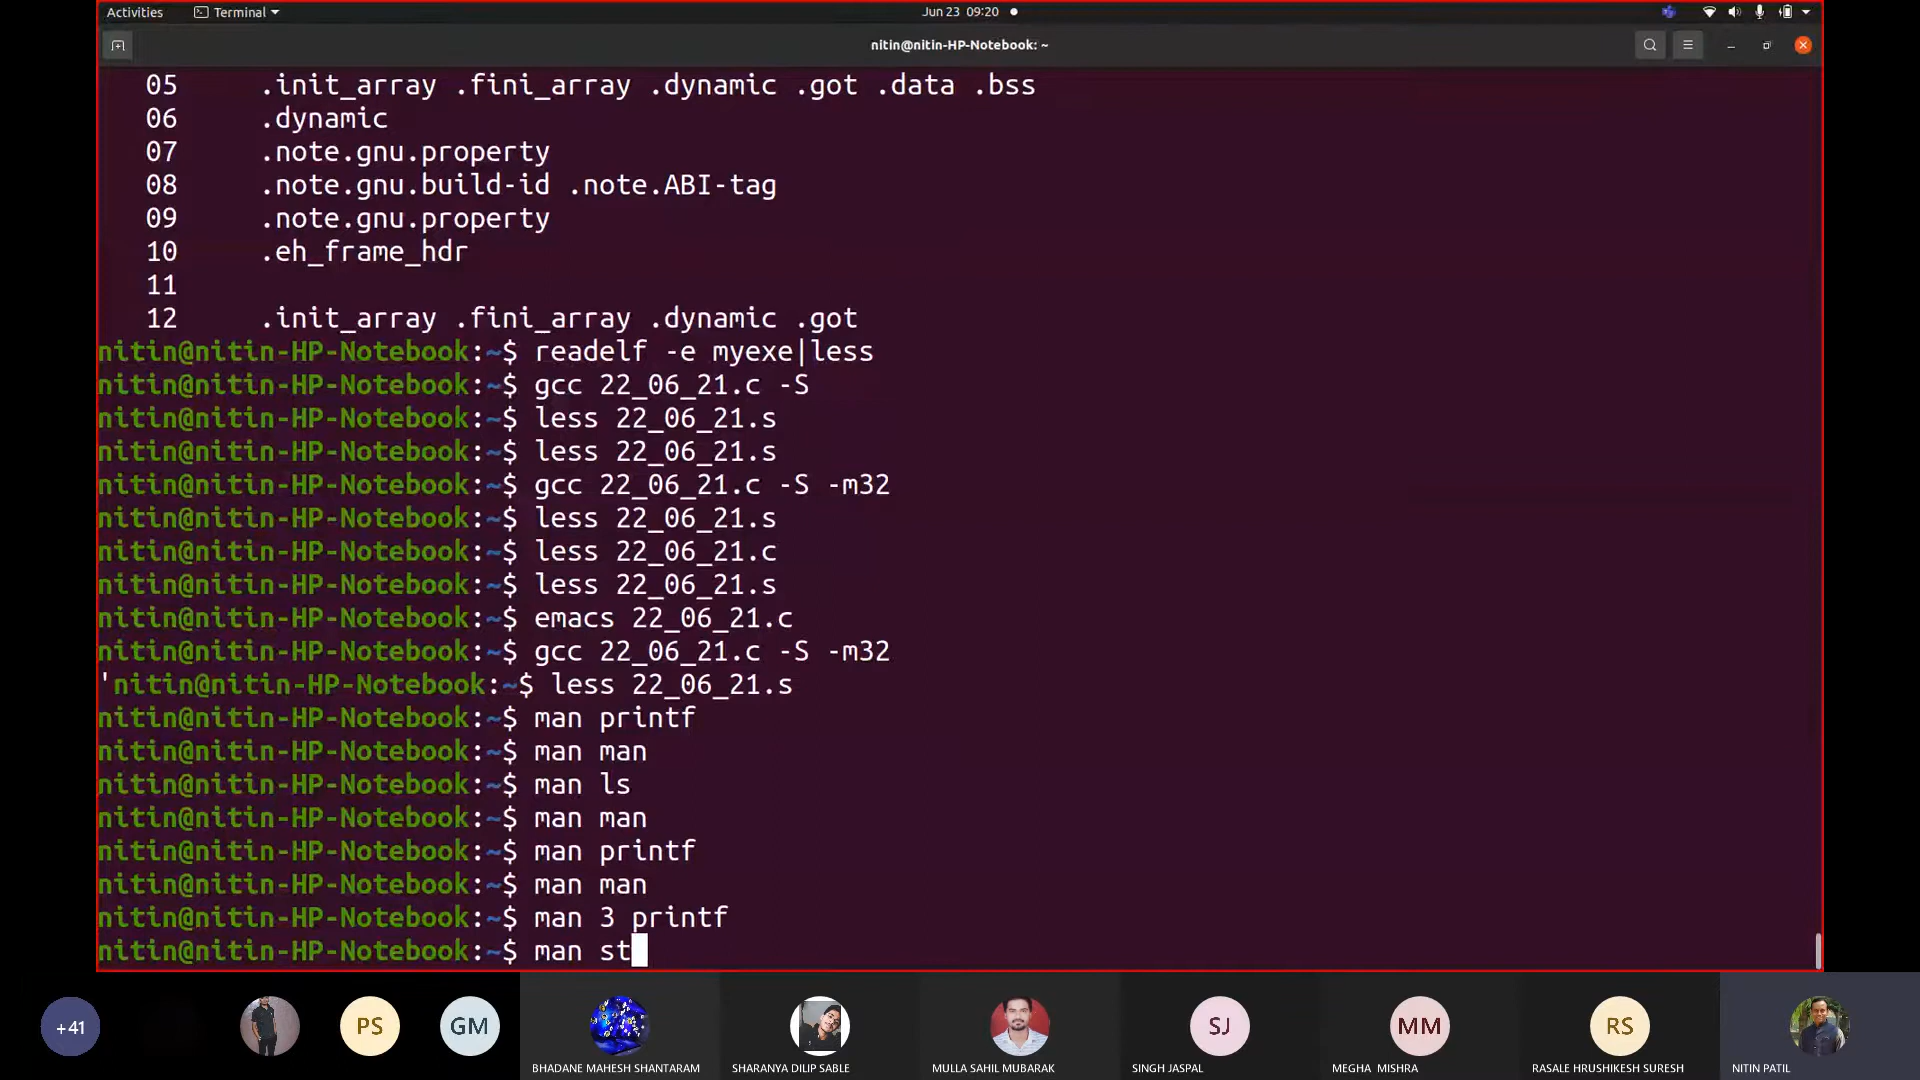 Activities Terminal Jun 23 09:20
nitin@nitin-HP-Notebook: ~
05 .init_array .fini_array .dynamic .got .data .bss
06 .dynamic
07 .note.gnu.property
08 .note.gnu.build-id .note.ABI-tag
09 .note.gnu.property
10 .eh_frame_hdr
11
12 .init_array .fini_array .dynamic .got
nitin@nitin-HP-Notebook:~$ readelf -e myexe|less
nitin@nitin-HP-Notebook:~$ gcc 22_06_21.c -S
nitin@nitin-HP-Notebook:~$ less 22_06_21.s
nitin@nitin-HP-Notebook:~$ less 22_06_21.s
nitin@nitin-HP-Notebook:~$ gcc 22_06_21.c -S -m32
nitin@nitin-HP-Notebook:~$ less 22_06_21.s
nitin@nitin-HP-Notebook:~$ less 22_06_21.c
nitin@nitin-HP-Notebook:~$ less 22_06_21.s
nitin@nitin-HP-Notebook:~$ emacs 22_06_21.c
nitin@nitin-HP-Notebook:~$ gcc 22_06_21.c -S -m32
'nitin@nitin-HP-Notebook:~$ less 22_06_21.s
nitin@nitin-HP-Notebook:~$ man printf
nitin@nitin-HP-Notebook:~$ man man
nitin@nitin-HP-Notebook:~$ man ls
nitin@nitin-HP-Notebook:~$ man man
nitin@nitin-HP-Notebook:~$ man printf
nitin@nitin-HP-Notebook:~$ man man
nitin@nitin-HP-Notebook:~$ man 3 printf
nitin@nitin-HP-Notebook:~$ man st
+41 PS GM SJ MM RS
BHADANE MAHESH SHANTARAM SHARANYA DILIP SABLE MULLA SAHIL MUBARAK SINGH JASPAL MEGHA MISHRA RASALE HRUSHIKESH SURESH NITIN PATIL